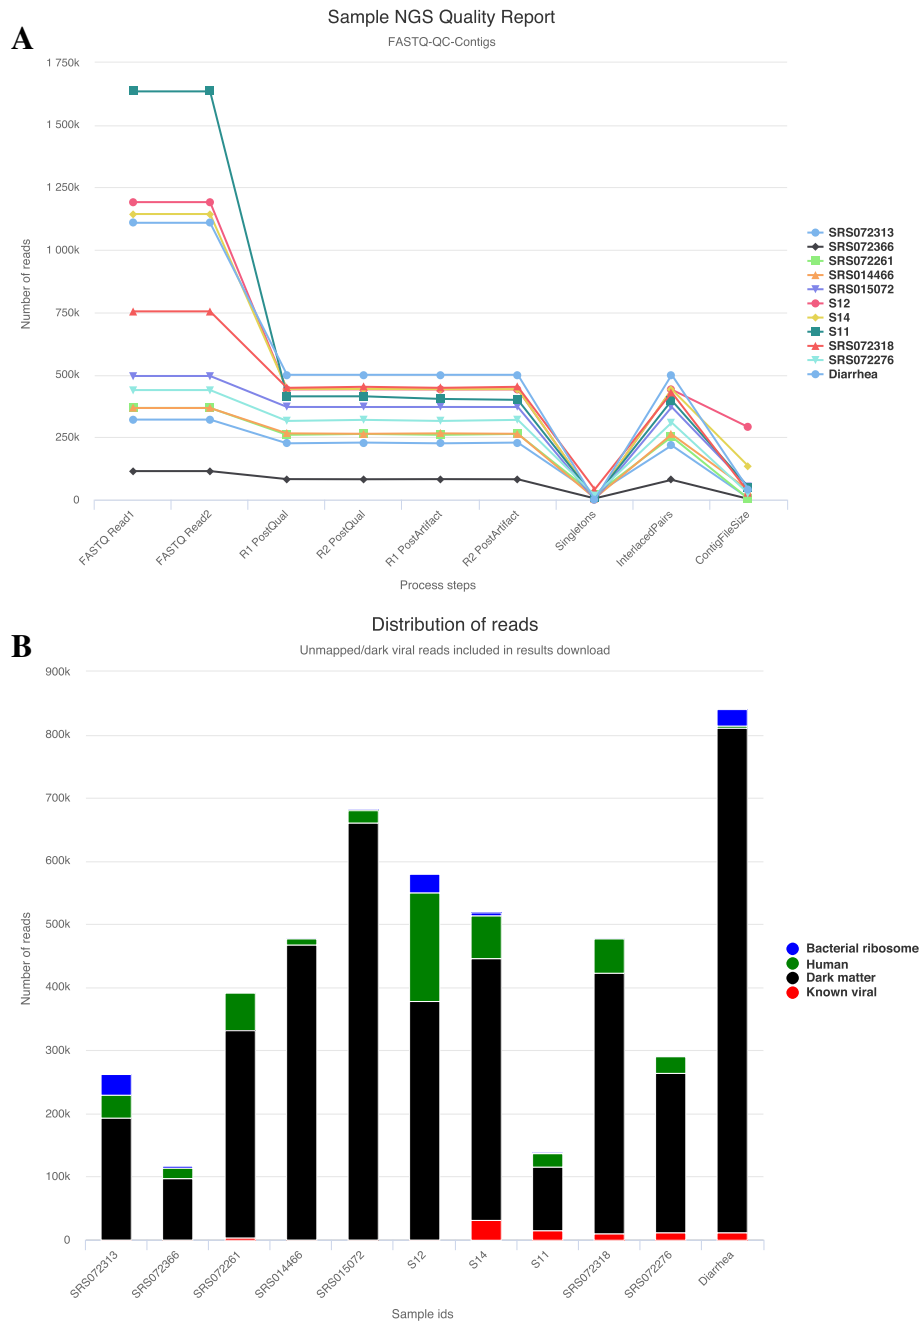 A
Sample NGS Quality Report
FASTQ-QC-Contigs
Number of reads
1 750k
1 500k
1 250k
1 000k
750k
500k
250k
0
FASTQ Read1
FASTQ Read2
R1 PostQual
R2 PostQual
R1 PostArtifact
R2 PostArtifact
Singletons
InterlacedPairs
ContigFileSize
Process steps
SRS072313
SRS072366
SRS072261
SRS014466
SRS015072
S12
S14
S11
SRS072318
SRS072276
Diarrhea
B
Distribution of reads
Unmapped/dark viral reads included in results download
Number of reads
900k
800k
700k
600k
500k
400k
300k
200k
100k
0
SRS072313
SRS072366
SRS072261
SRS014466
SRS015072
S12
S14
S11
SRS072318
SRS072276
Diarrhea
Sample ids
Bacterial ribosome
Human
Dark matter
Known viral